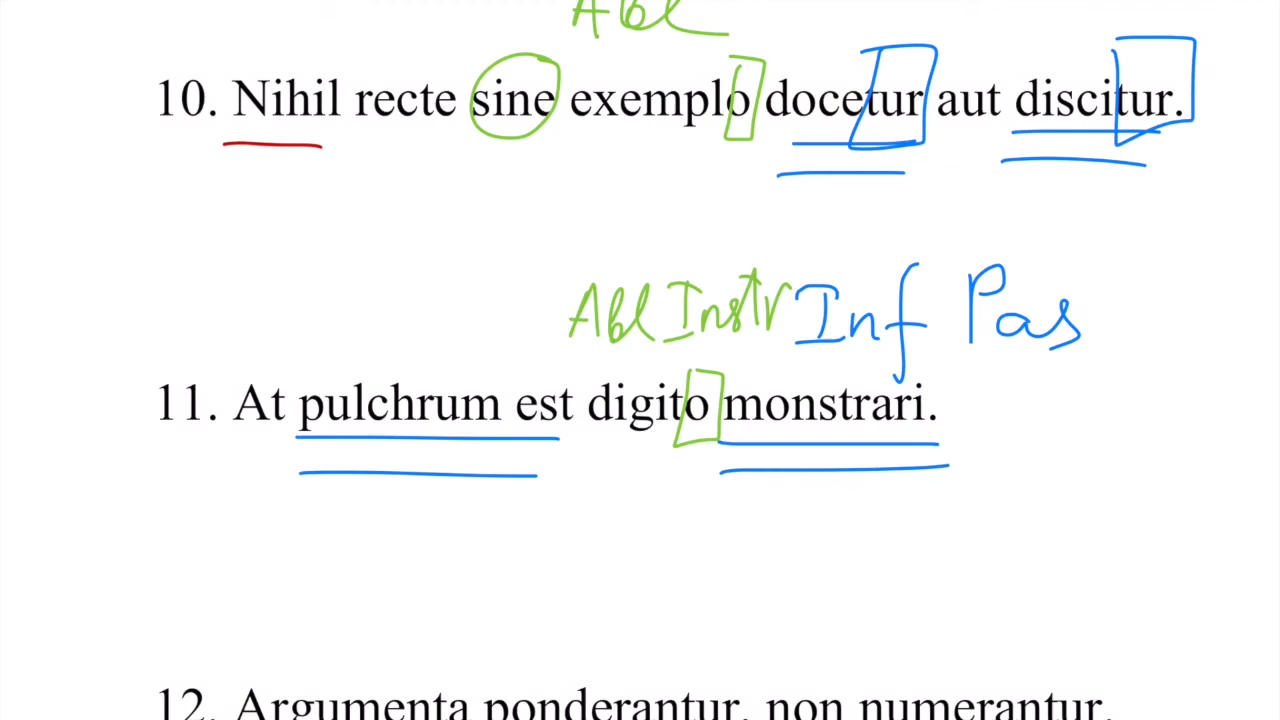 Abl
10. Nihil recte sine exemplo docetur aut discitur.
Abl Instr Inf Pas
11. At pulchrum est digito monstrari.
12. Argumenta ponderantur, non numerantur.